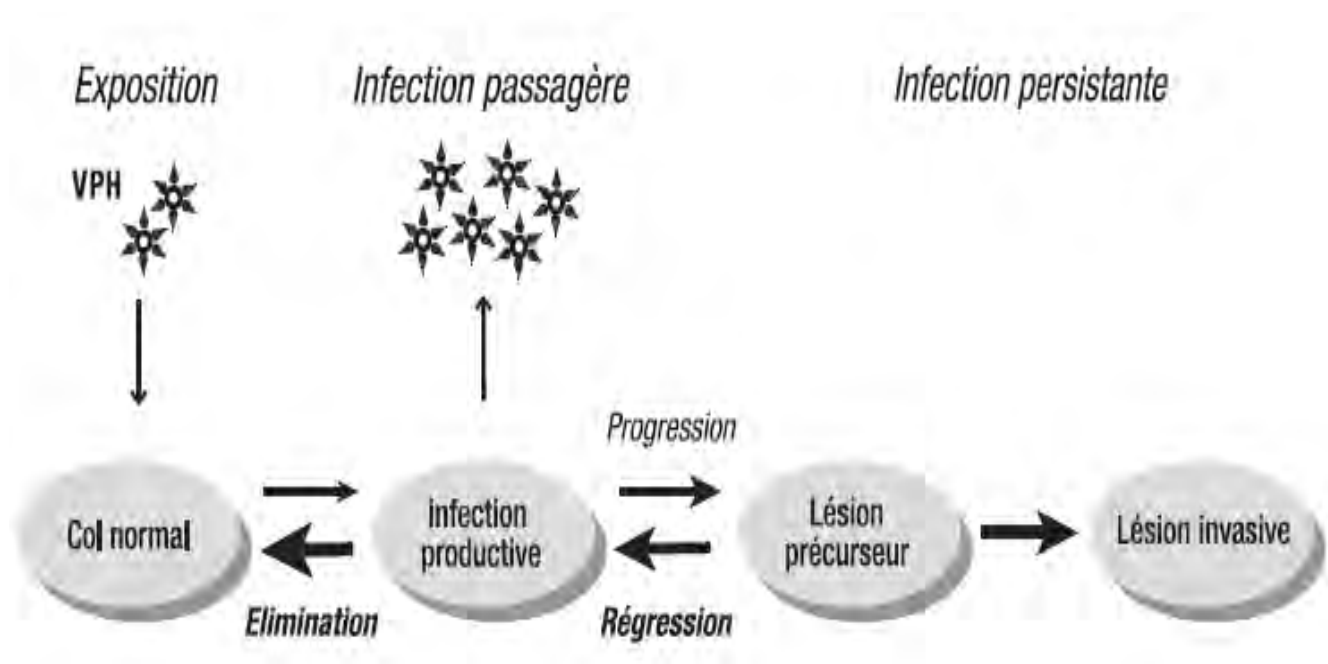 Exposition
Infection passagère
Infection persistante
VPH
Progression
Col normal
infection
productive
Lésion
précurseur
Lésion invasive
Elimination
Régression